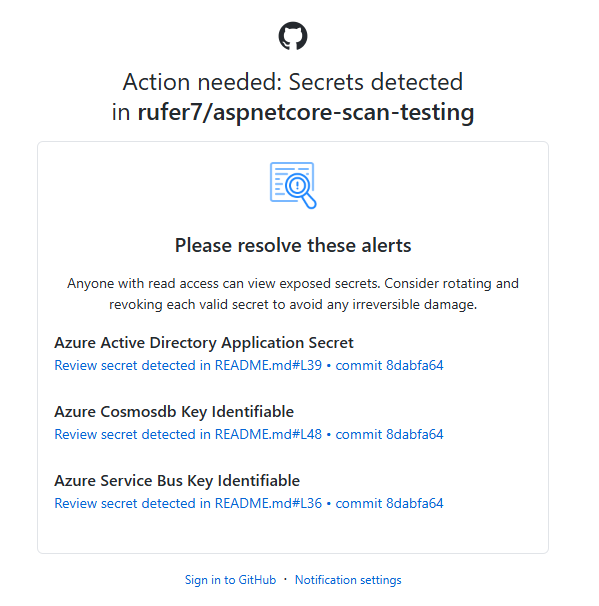 Action needed: Secrets detected
in rufer7/aspnetcore-scan-testing
Please resolve these alerts
Anyone with read access can view exposed secrets. Consider rotating and
revoking each valid secret to avoid any irreversible damage.
Azure Active Directory Application Secret
Review secret detected in README.md#L39 • commit 8dabfa64
Azure Cosmosdb Key Identifiable
Review secret detected in README.md#L48 • commit 8dabfa64
Azure Service Bus Key Identifiable
Review secret detected in README.md#L36 • commit 8dabfa64
Sign in to GitHub · Notification settings